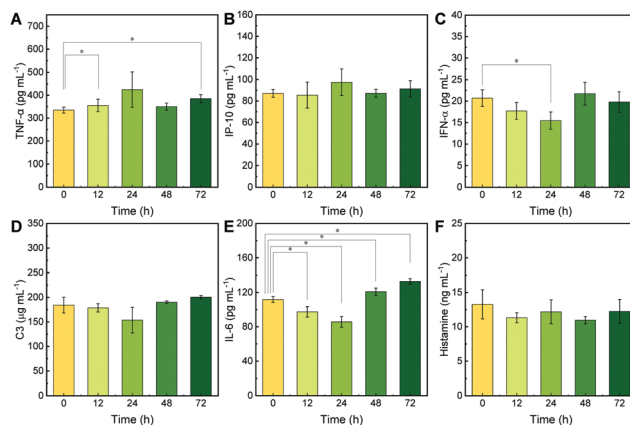 A
TNF-α (pg mL⁻¹)
400
350
300
250
200
150
100
50
0
*
*
0 12 24 48 72
Time (h)
B
IP-10 (pg mL⁻¹)
160
140
120
100
80
60
40
20
0
0 12 24 48 72
Time (h)
C
IFN-α (pg mL⁻¹)
40
35
30
25
20
15
10
5
0
*
0 12 24 48 72
Time (h)
D
C3 (μg mL⁻¹)
350
300
250
200
150
100
50
0
0 12 24 48 72
Time (h)
E
IL-6 (pg mL⁻¹)
200
160
120
80
40
0
*
*
*
*
0 12 24 48 72
Time (h)
F
Histamine (ng mL⁻¹)
25
20
15
10
5
0
0 12 24 48 72
Time (h)